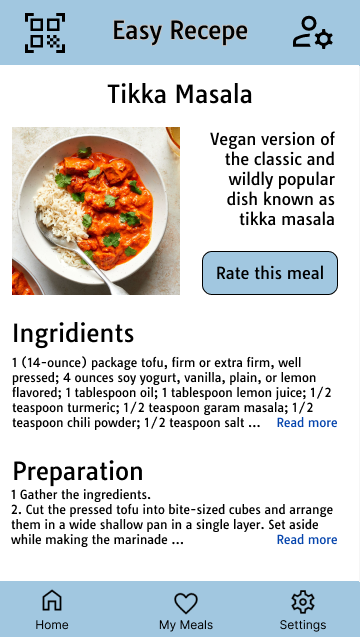 Easy Recepe
Tikka Masala
Vegan version of
the classic and
wildly popular
dish known as
tikka masala
Rate this meal
Ingridients
1 (14-ounce) package tofu, firm or extra firm, well
pressed; 4 ounces soy yogurt, vanilla, plain, or lemon
flavored; 1 tablespoon oil; 1 tablespoon lemon juice; 1/2
teaspoon turmeric; 1/2 teaspoon garam masala; 1/2
teaspoon chili powder; 1/2 teaspoon salt ... Read more
Preparation
1 Gather the ingredients.
2. Cut the pressed tofu into bite-sized cubes and arrange
them in a wide shallow pan in a single layer. Set aside
while making the marinade ... Read more
Home My Meals Settings